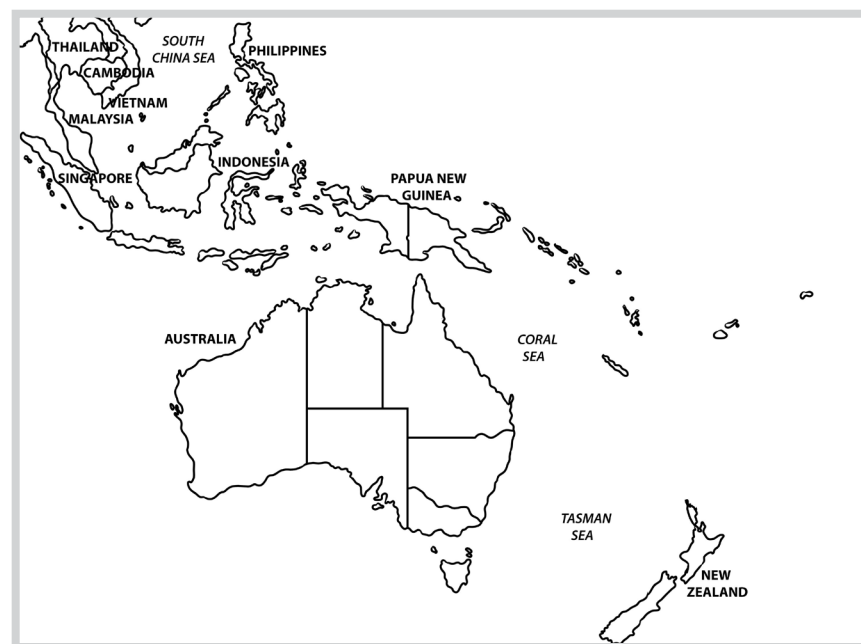 THAILAND
SOUTH
CHINA SEA
PHILIPPINES
CAMBODIA
VIETNAM
MALAYSIA
SINGAPORE
INDONESIA
PAPUA NEW
GUINEA
AUSTRALIA
CORAL
SEA
TASMAN
SEA
NEW
ZEALAND